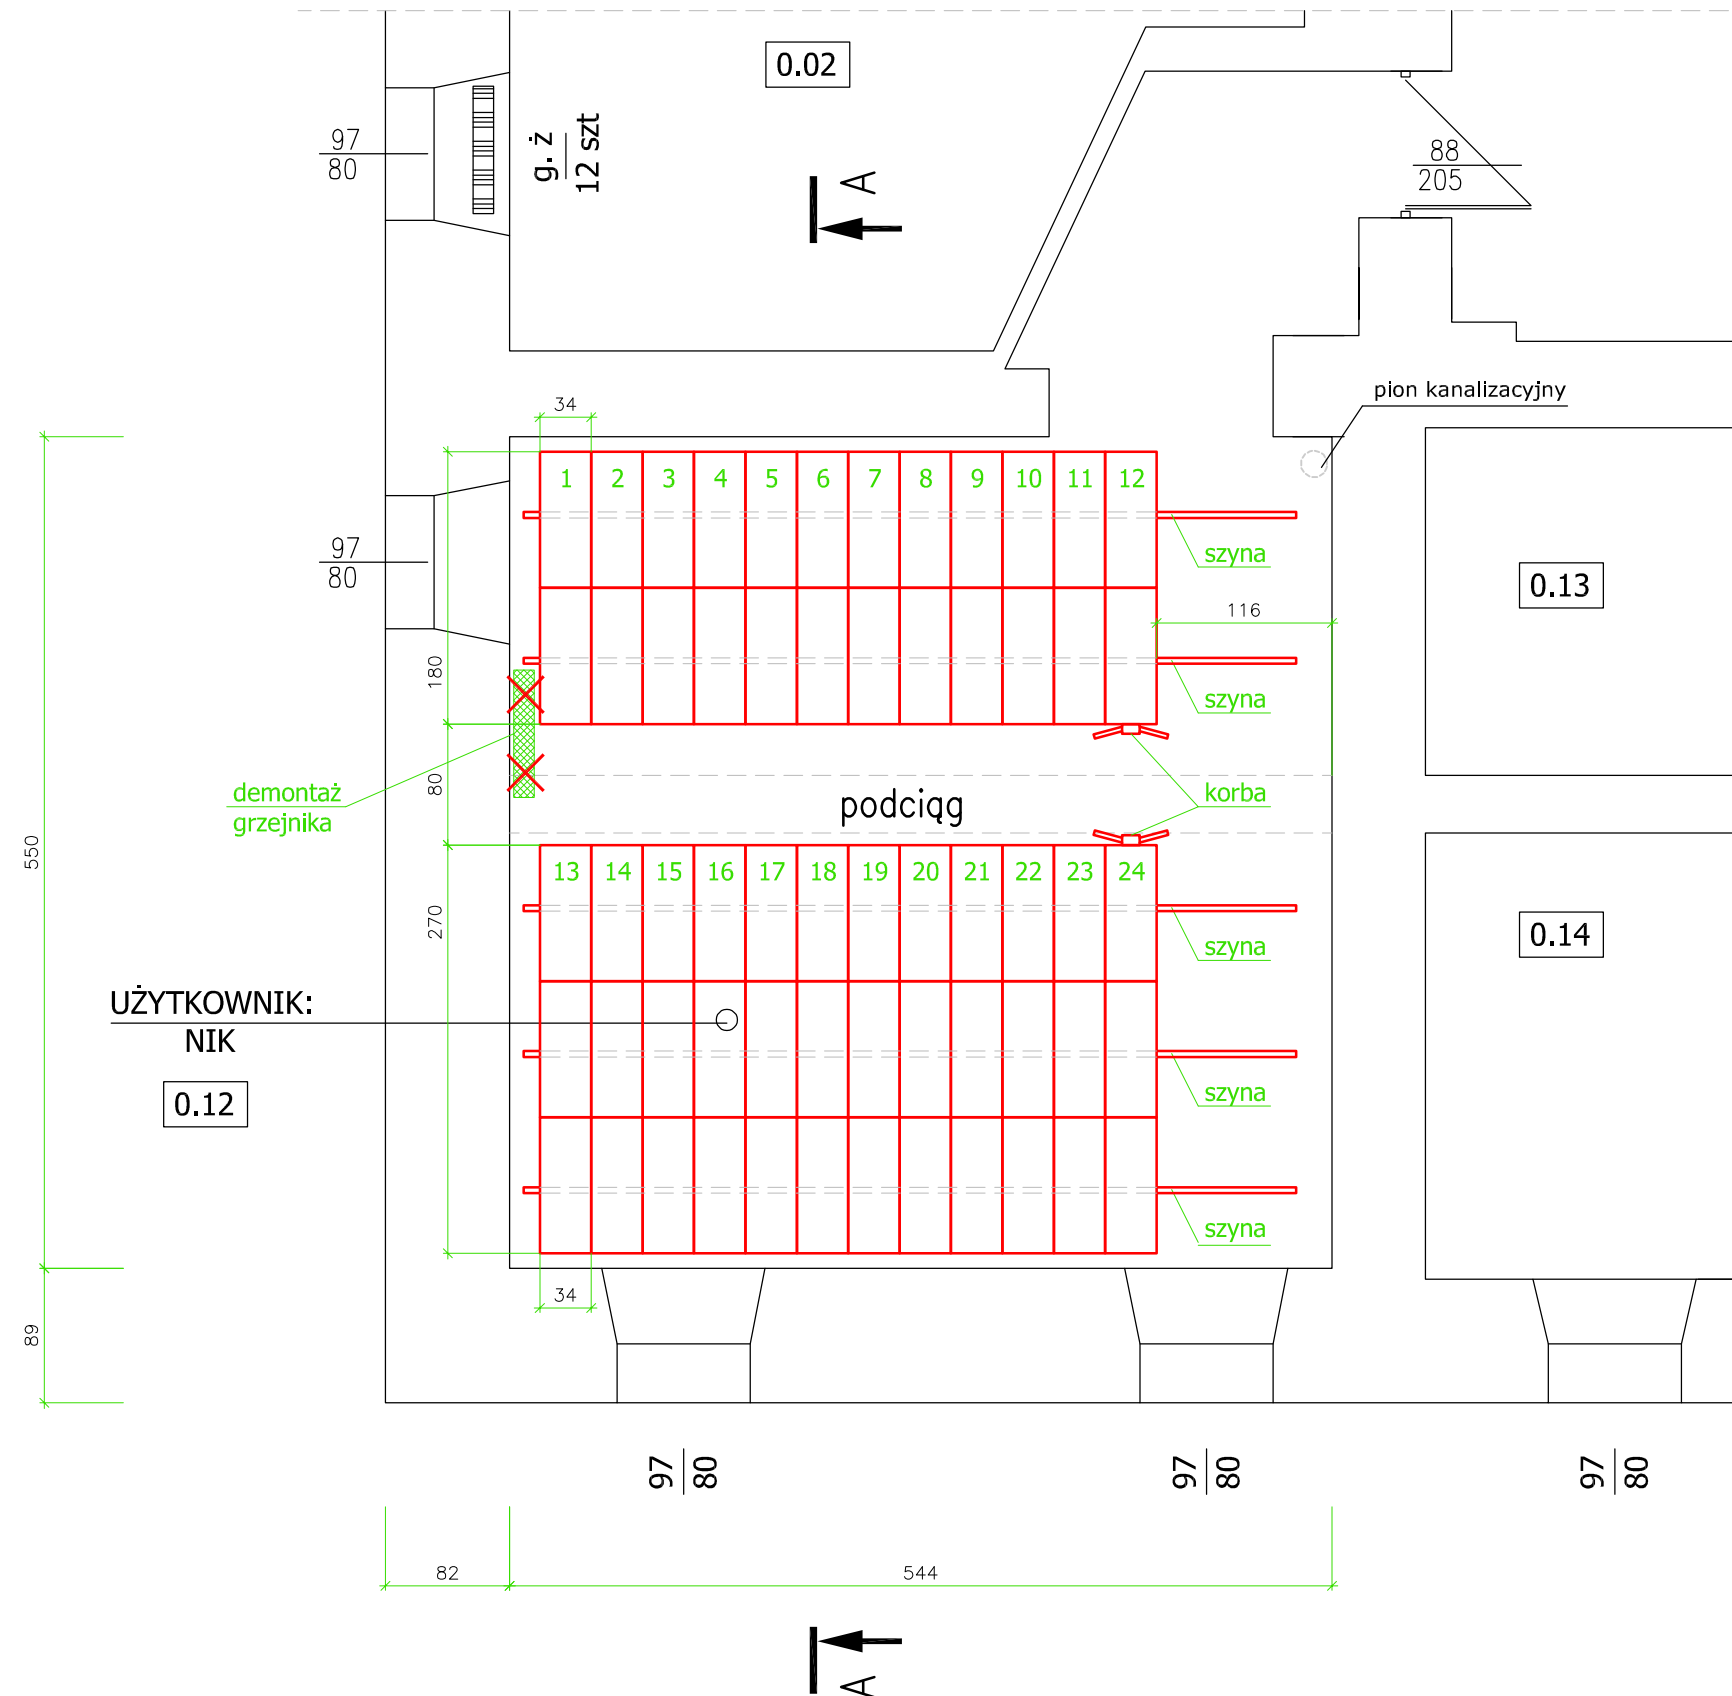 0.02
97
80
g. ż
12 szt
A
88
205
pion kanalizacyjny
34
1 2 3 4 5 6 7 8 9 10 11 12
97
80
szyna
0.13
116
180
szyna
demontaż
grzejnika
80
korba
podciąg
550
13 14 15 16 17 18 19 20 21 22 23 24
270
szyna
0.14
UŻYTKOWNIK:
NIK
szyna
0.12
szyna
34
89
97
80
97
80
97
80
82
544
A